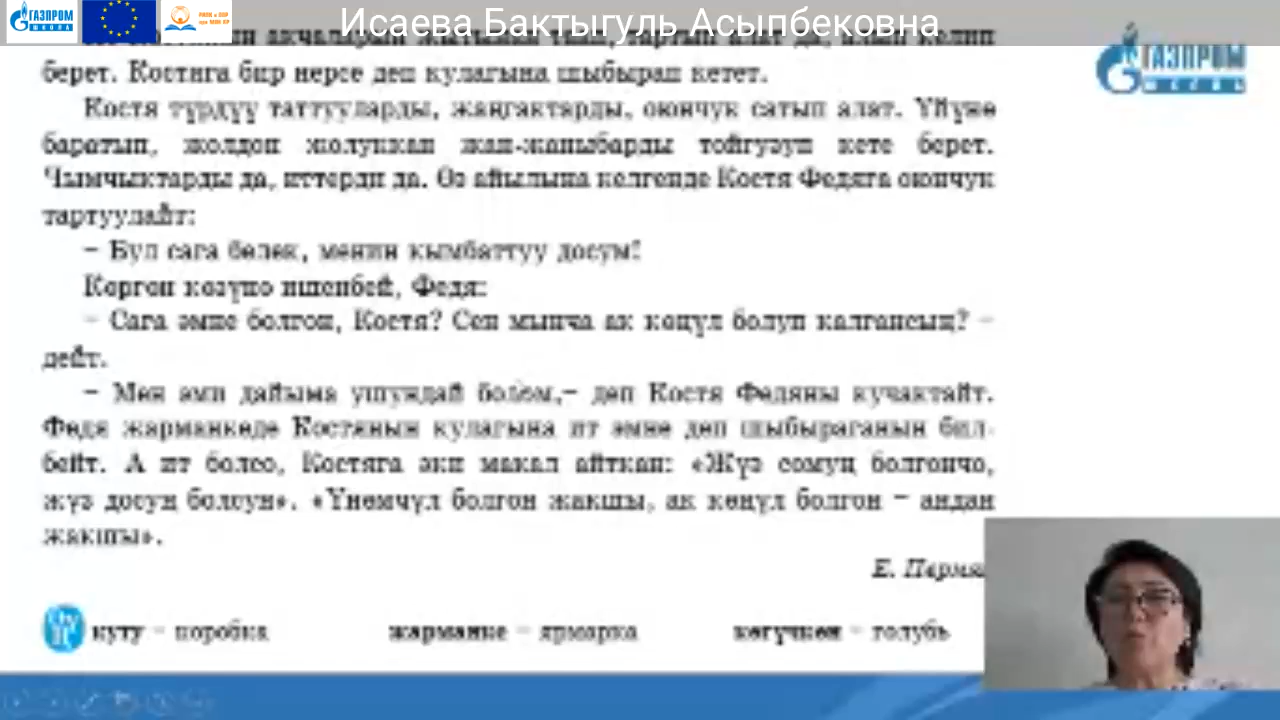 ГАЗПРОМ
ШКОЛА
Исаева Бактыгуль Асыпбековна
берет. Костяга бир нерсе деп кулагына шыбырап кетет.
ГАЗПРОМ
ШКОЛА
Костя түрдүү таттууларды, жаңгактарды, оюнчук сатып алат. Үйүнө
баратып, жолдон жолуккан жан-жаныбарды тойгузуп кете берет.
Чымчыктарды да, иттерди да. Өз айылына келгенде Костя Федяга оюнчук
тартуулайт:
– Бул сага белек, менин кымбаттуу досум!
Көргөн көзүнө ишенбей, Федя:
– Сага эмне болгон, Костя? Сен мынча ак көңүл болуп калгансың? –
дейт.
– Мен эми дайыма ушундай болом,– деп Костя Федяны кучактайт.
Федя жарманкеде Костянын кулагына ит эмне деп шыбыраганын бил-
бейт. А ит болсо, Костяга эки макал айткан: «Жүз сомуң болгончо,
жүз досуң болсун». «Үнөмчүл болгон жакшы, ак көңүл болгон – андан
жакшы».
Е. Пермяк
куту – коробка жарманке – ярмарка көгүчкөн – голубь